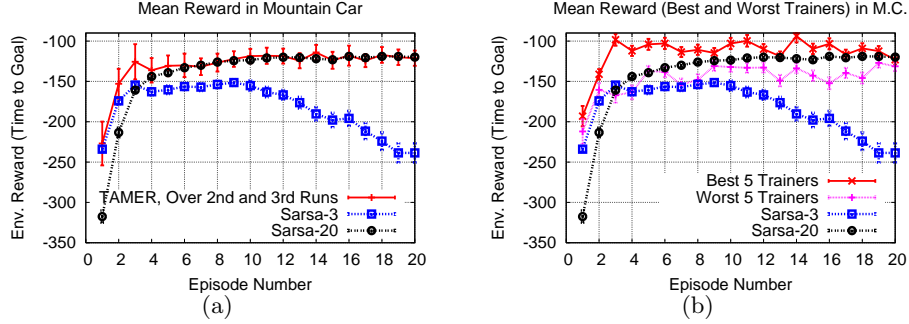 Mean Reward in Mountain Car
Env. Reward (Time to Goal)
-100
-150
-200
-250
-300
-350
TAMER, Over 2nd and 3rd Runs
Sarsa-3
Sarsa-20
0 2 4 6 8 10 12 14 16 18 20
Episode Number
(a)
Mean Reward (Best and Worst Trainers) in M.C.
Env. Reward (Time to Goal)
-100
-150
-200
-250
-300
-350
Best 5 Trainers
Worst 5 Trainers
Sarsa-3
Sarsa-20
0 2 4 6 8 10 12 14 16 18 20
Episode Number
(b)